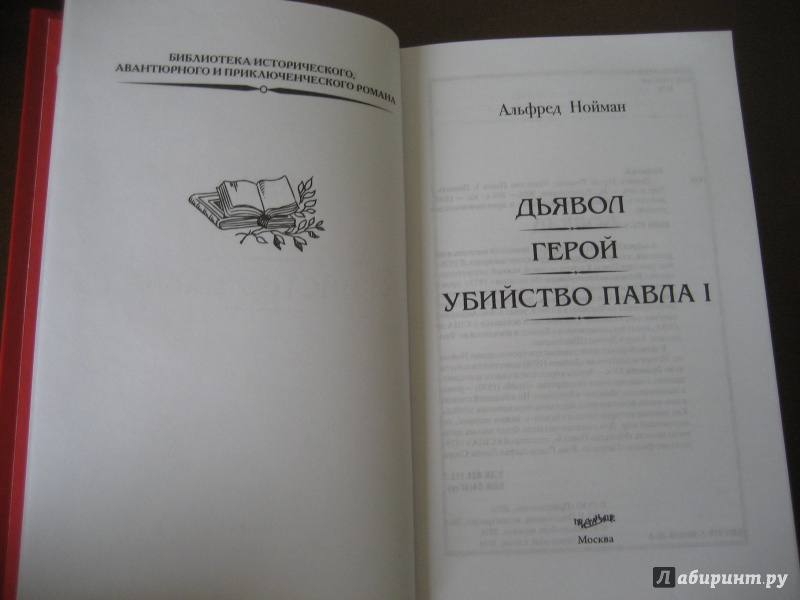 БИБЛИОТЕКА ИСТОРИЧЕСКОГО,
АВАНТЮРНОГО И ПРИКЛЮЧЕНЧЕСКОГО РОМАНА
Альфред Нойман
ДЬЯВОЛ
ГЕРОЙ
УБИЙСТВО ПАВЛА I
Москва
Лабиринт.ру